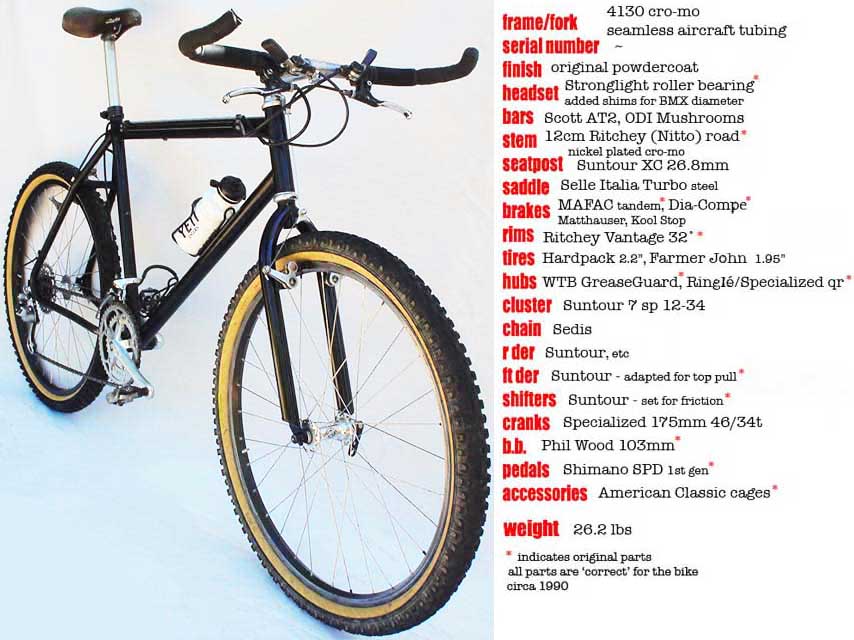 YETI
frame/fork 4130 cro-mo
seamless aircraft tubing
serial number ~
finish original powdercoat
headset Stronglight roller bearing*
added shims for BMX diameter
bars Scott AT2, ODI Mushrooms
stem 12cm Ritchey (Nitto) road*
nickel plated cro-mo
seatpost Suntour XC 26.8mm
saddle Selle Italia Turbo steel
brakes MAFAC tandem,* Dia-Compe*
Matthauser, Kool Stop
rims Ritchey Vantage 32° *
tires Hardpack 2.2", Farmer John 1.95"
hubs WTB GreaseGuard,* Ringlé/Specialized qr*
cluster Suntour 7 sp 12-34
chain Sedis
r der Suntour, etc
ft der Suntour - adapted for top pull*
shifters Suntour - set for friction*
cranks Specialized 175mm 46/34t
b.b. Phil Wood 103mm*
pedals Shimano SPD 1st gen*
accessories American Classic cages*
weight 26.2 lbs
* indicates original parts
all parts are 'correct' for the bike
circa 1990